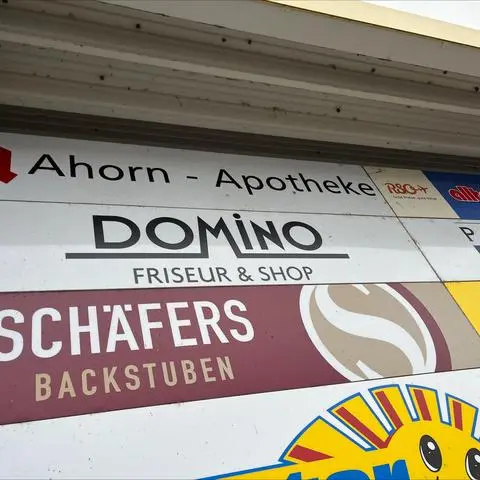 Ahorn - Apotheke
DOMiNO
FRISEUR & SHOP
SCHÄFERS
BACKSTUBEN